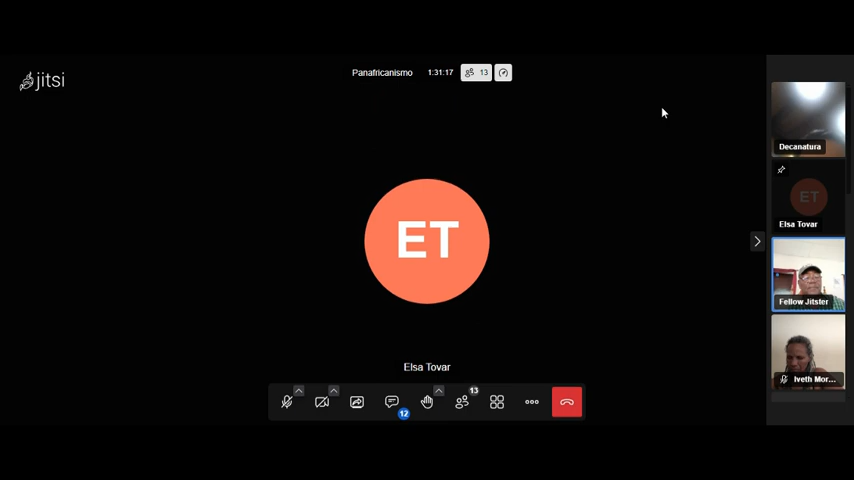 jitsi
Panafricanismo 1:31:17 13
Decanatura
ET
Elsa Tovar
ET
Fellow Jitster
Iveth Mor...
Elsa Tovar
13
12